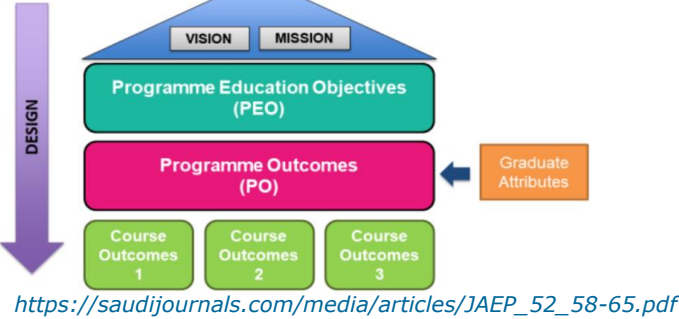 VISION
MISSION
DESIGN
Programme Education Objectives
(PEO)
Programme Outcomes
(PO)
Graduate
Attributes
Course
Outcomes
1
Course
Outcomes
2
Course
Outcomes
3
https://saudijournals.com/media/articles/JAEP_52_58-65.pdf